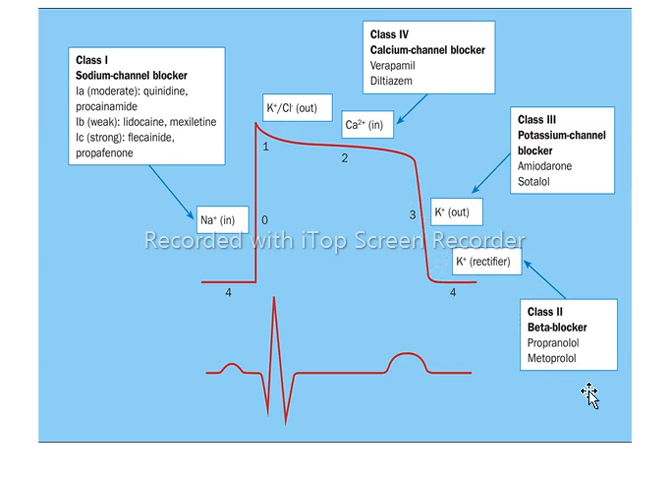 Class IV
Calcium-channel blocker
Verapamil
Diltiazem
Class I
Sodium-channel blocker
Ia (moderate): quinidine,
procainamide
Ib (weak): lidocaine, mexiletine
Ic (strong): flecainide,
propafenone
K⁺/Cl⁻ (out)
Ca²⁺ (in)
Class III
Potassium-channel
blocker
Amiodarone
Sotalol
1
2
Na⁺ (in)
0
3
K⁺ (out)
Recorded with iTop Screen Recorder
K⁺ (rectifier)
4
4
Class II
Beta-blocker
Propranolol
Metoprolol